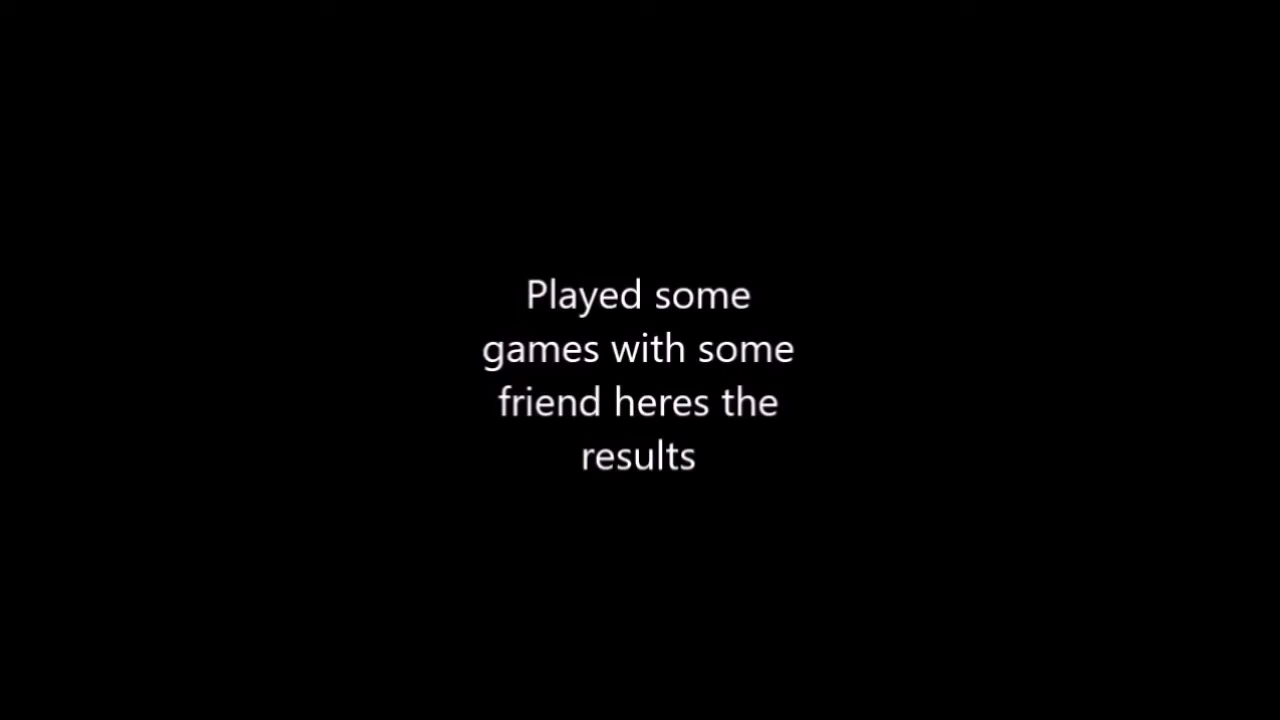 Played some
games with some
friend heres the
results